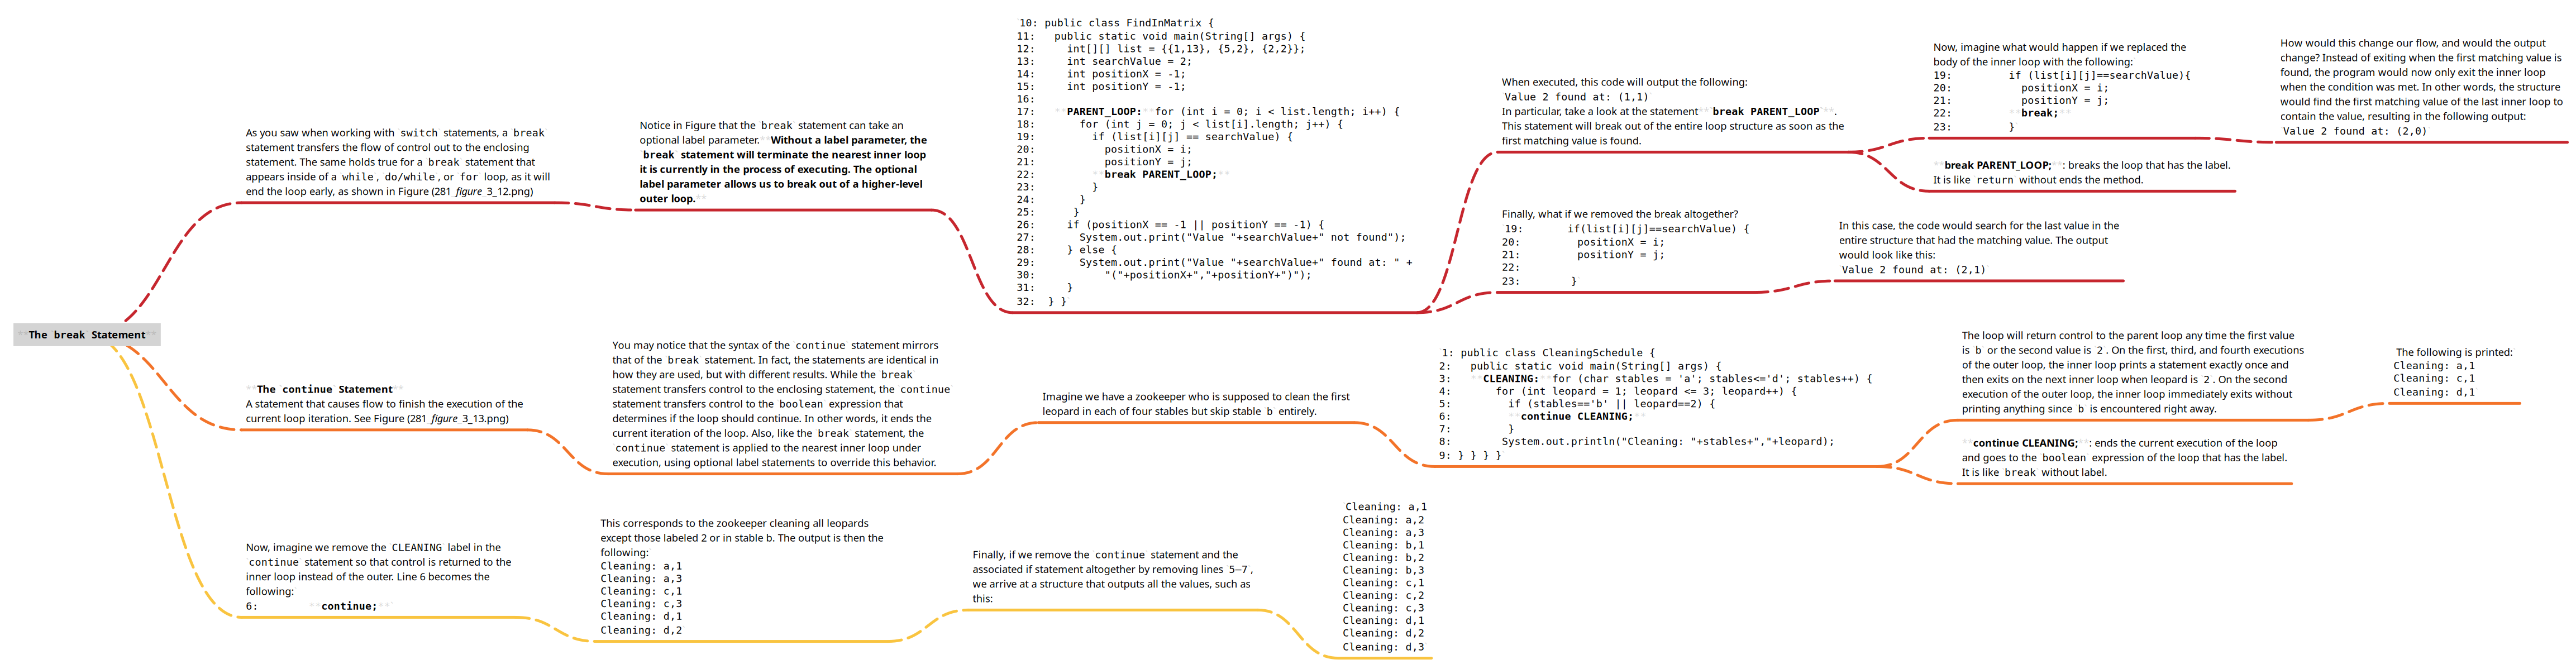 **The break Statement**
As you saw when working with switch statements, a break
statement transfers the flow of control out to the enclosing
statement. The same holds true for a break statement that
appears inside of a while, do/while, or for loop, as it will
end the loop early, as shown in Figure (281 figure 3_12.png)
Notice in Figure that the break statement can take an
optional label parameter. **Without a label parameter, the
break statement will terminate the nearest inner loop
it is currently in the process of executing. The optional
label parameter allows us to break out of a higher-level
outer loop.**
10: public class FindInMatrix {
11:   public static void main(String[] args) {
12:     int[][] list = {{1,13}, {5,2}, {2,2}};
13:     int searchValue = 2;
14:     int positionX = -1;
15:     int positionY = -1;
16:
17:   **PARENT_LOOP:**for (int i = 0; i < list.length; i++) {
18:       for (int j = 0; j < list[i].length; j++) {
19:         if (list[i][j] == searchValue) {
20:           positionX = i;
21:           positionY = j;
22:         **break PARENT_LOOP;**
23:         }
24:       }
25:      }
26:     if (positionX == -1 || positionY == -1) {
27:       System.out.print("Value "+searchValue+" not found");
28:     } else {
29:       System.out.print("Value "+searchValue+" found at: " +
30:           "("+positionX+","+positionY+")");
31:     }
32:  } }
When executed, this code will output the following:
Value 2 found at: (1,1)
In particular, take a look at the statement **break PARENT_LOOP**.
This statement will break out of the entire loop structure as soon as the
first matching value is found.
Now, imagine what would happen if we replaced the
body of the inner loop with the following:
19:         if (list[i][j]==searchValue){
20:           positionX = i;
21:           positionY = j;
22:         **break;**
23:         }
How would this change our flow, and would the output
change? Instead of exiting when the first matching value is
found, the program would now only exit the inner loop
when the condition was met. In other words, the structure
would find the first matching value of the last inner loop to
contain the value, resulting in the following output:
Value 2 found at: (2,0)
**break PARENT_LOOP;**: breaks the loop that has the label.
It is like return without ends the method.
Finally, what if we removed the break altogether?
19:       if(list[i][j]==searchValue) {
20:         positionX = i;
21:         positionY = j;
22:
23:        }
In this case, the code would search for the last value in the
entire structure that had the matching value. The output
would look like this:
Value 2 found at: (2,1)
**The continue Statement**
A statement that causes flow to finish the execution of the
current loop iteration. See Figure (281 figure 3_13.png)
You may notice that the syntax of the continue statement mirrors
that of the break statement. In fact, the statements are identical in
how they are used, but with different results. While the break
statement transfers control to the enclosing statement, the continue
statement transfers control to the boolean expression that
determines if the loop should continue. In other words, it ends the
current iteration of the loop. Also, like the break statement, the
continue statement is applied to the nearest inner loop under
execution, using optional label statements to override this behavior.
Imagine we have a zookeeper who is supposed to clean the first
leopard in each of four stables but skip stable b entirely.
1: public class CleaningSchedule {
2:   public static void main(String[] args) {
3:   **CLEANING:**for (char stables = 'a'; stables<='d'; stables++) {
4:       for (int leopard = 1; leopard <= 3; leopard++) {
5:         if (stables=='b' || leopard==2) {
6:         **continue CLEANING;**
7:         }
8:        System.out.println("Cleaning: "+stables+","+leopard);
9: } } } }
The loop will return control to the parent loop any time the first value
is b or the second value is 2. On the first, third, and fourth executions
of the outer loop, the inner loop prints a statement exactly once and
then exits on the next inner loop when leopard is 2. On the second
execution of the outer loop, the inner loop immediately exits without
printing anything since b is encountered right away.
The following is printed:
Cleaning: a,1
Cleaning: c,1
Cleaning: d,1
**continue CLEANING;**: ends the current execution of the loop
and goes to the boolean expression of the loop that has the label.
It is like break without label.
Now, imagine we remove the CLEANING label in the
continue statement so that control is returned to the
inner loop instead of the outer. Line 6 becomes the
following:
6:        **continue;**
This corresponds to the zookeeper cleaning all leopards
except those labeled 2 or in stable b. The output is then the
following:
Cleaning: a,1
Cleaning: a,3
Cleaning: c,1
Cleaning: c,3
Cleaning: d,1
Cleaning: d,2
Finally, if we remove the continue statement and the
associated if statement altogether by removing lines 5–7,
we arrive at a structure that outputs all the values, such as
this:
Cleaning: a,1
Cleaning: a,2
Cleaning: a,3
Cleaning: b,1
Cleaning: b,2
Cleaning: b,3
Cleaning: c,1
Cleaning: c,2
Cleaning: c,3
Cleaning: d,1
Cleaning: d,2
Cleaning: d,3